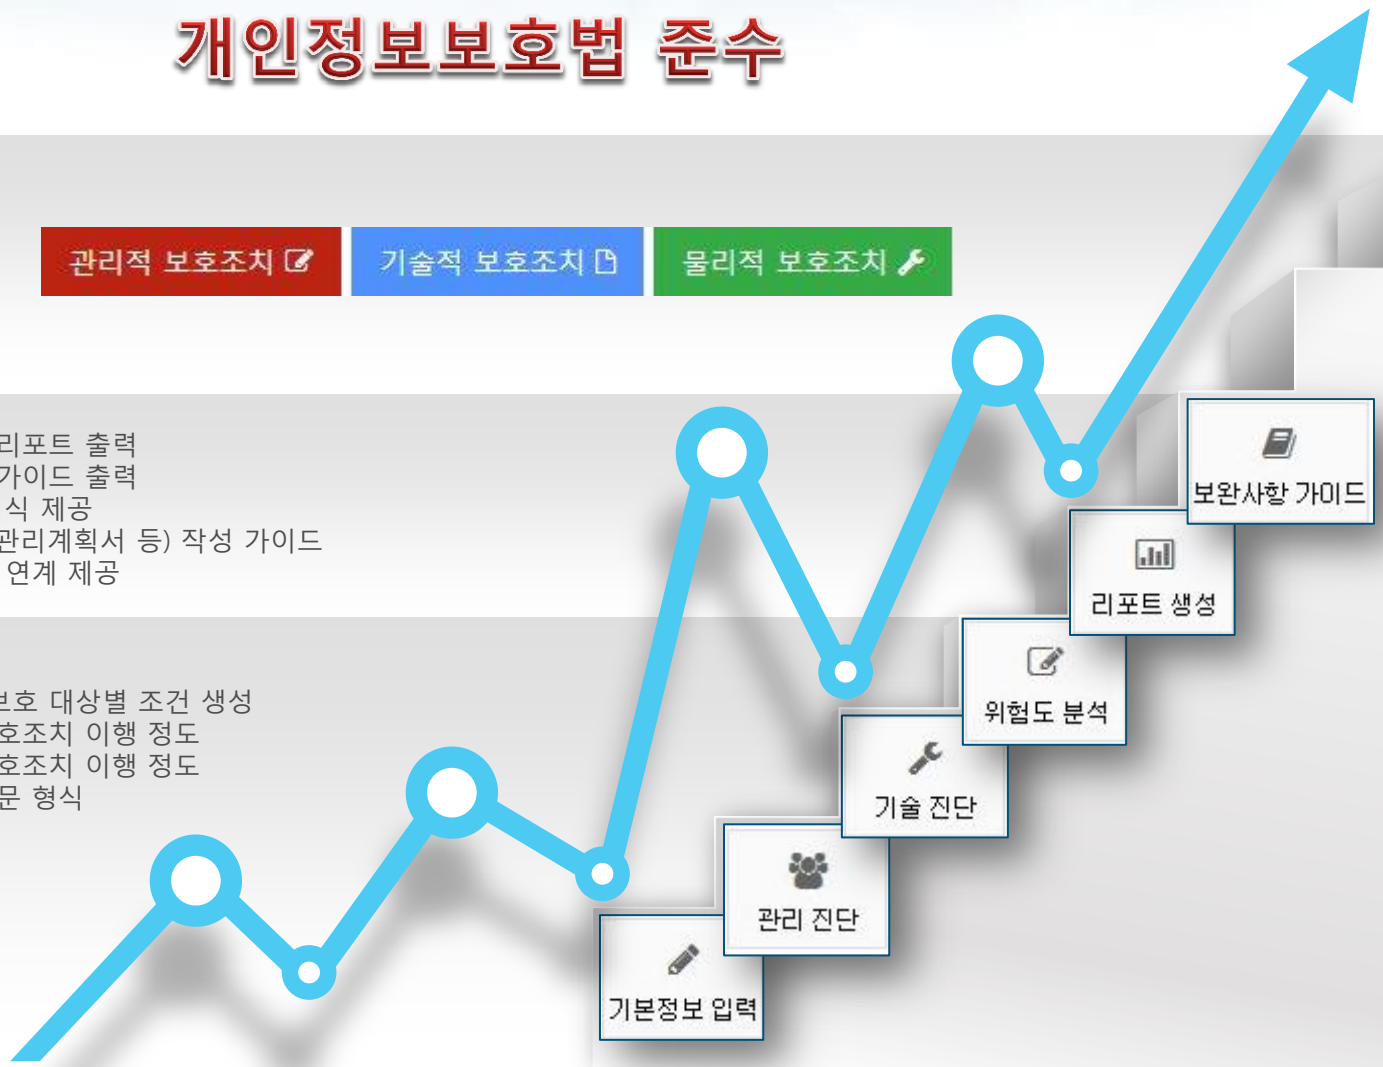 개인정보보호법 준수
관리적 보호조치
기술적 보호조치
물리적 보호조치
리포트 출력
가이드 출력
식 제공
관리계획서 등) 작성 가이드
연계 제공
보호 대상별 조건 생성
호조치 이행 정도
호조치 이행 정도
문 형식
보완사항 가이드
리포트 생성
위험도 분석
기술 진단
관리 진단
기본정보 입력